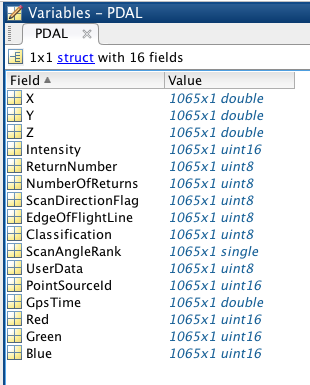 Variables - PDAL
PDAL
1x1 struct with 16 fields
Field Value
X 1065x1 double
Y 1065x1 double
Z 1065x1 double
Intensity 1065x1 uint16
ReturnNumber 1065x1 uint8
NumberOfReturns 1065x1 uint8
ScanDirectionFlag 1065x1 uint8
EdgeOfFlightLine 1065x1 uint8
Classification 1065x1 uint8
ScanAngleRank 1065x1 single
UserData 1065x1 uint8
PointSourceId 1065x1 uint16
GpsTime 1065x1 double
Red 1065x1 uint16
Green 1065x1 uint16
Blue 1065x1 uint16